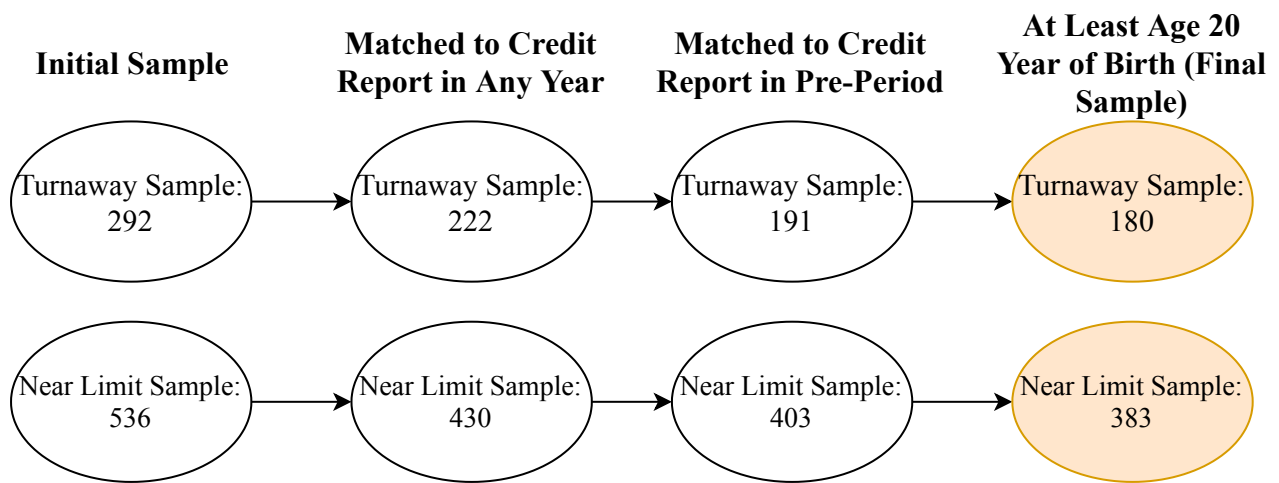 Initial Sample
Matched to Credit
Report in Any Year
Matched to Credit
Report in Pre-Period
At Least Age 20
Year of Birth (Final
Sample)
Turnaway Sample:
292
Turnaway Sample:
222
Turnaway Sample:
191
Turnaway Sample:
180
Near Limit Sample:
536
Near Limit Sample:
430
Near Limit Sample:
403
Near Limit Sample:
383